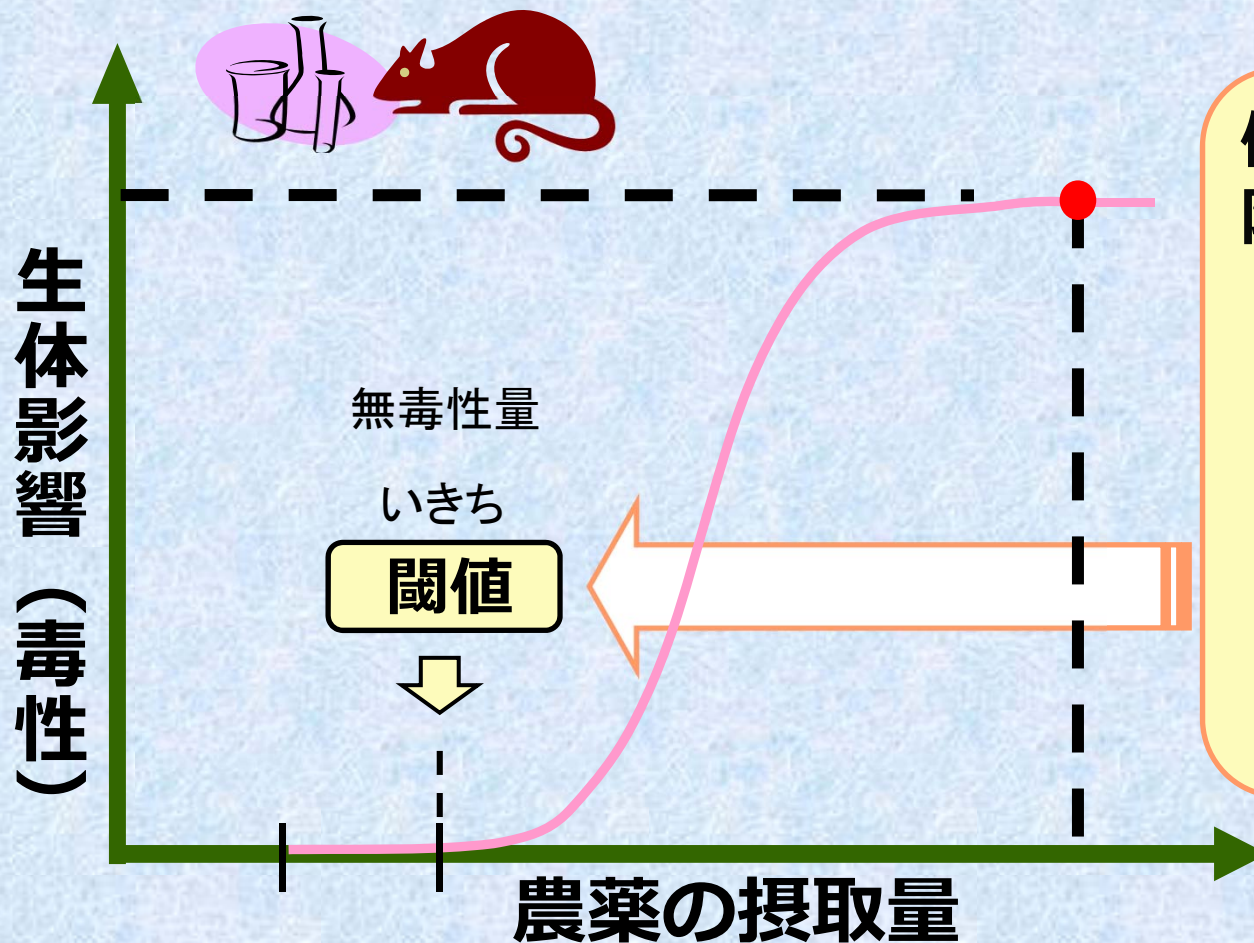 生体影響（毒性）
無毒性量
いきち
閾値
農薬の摂取量